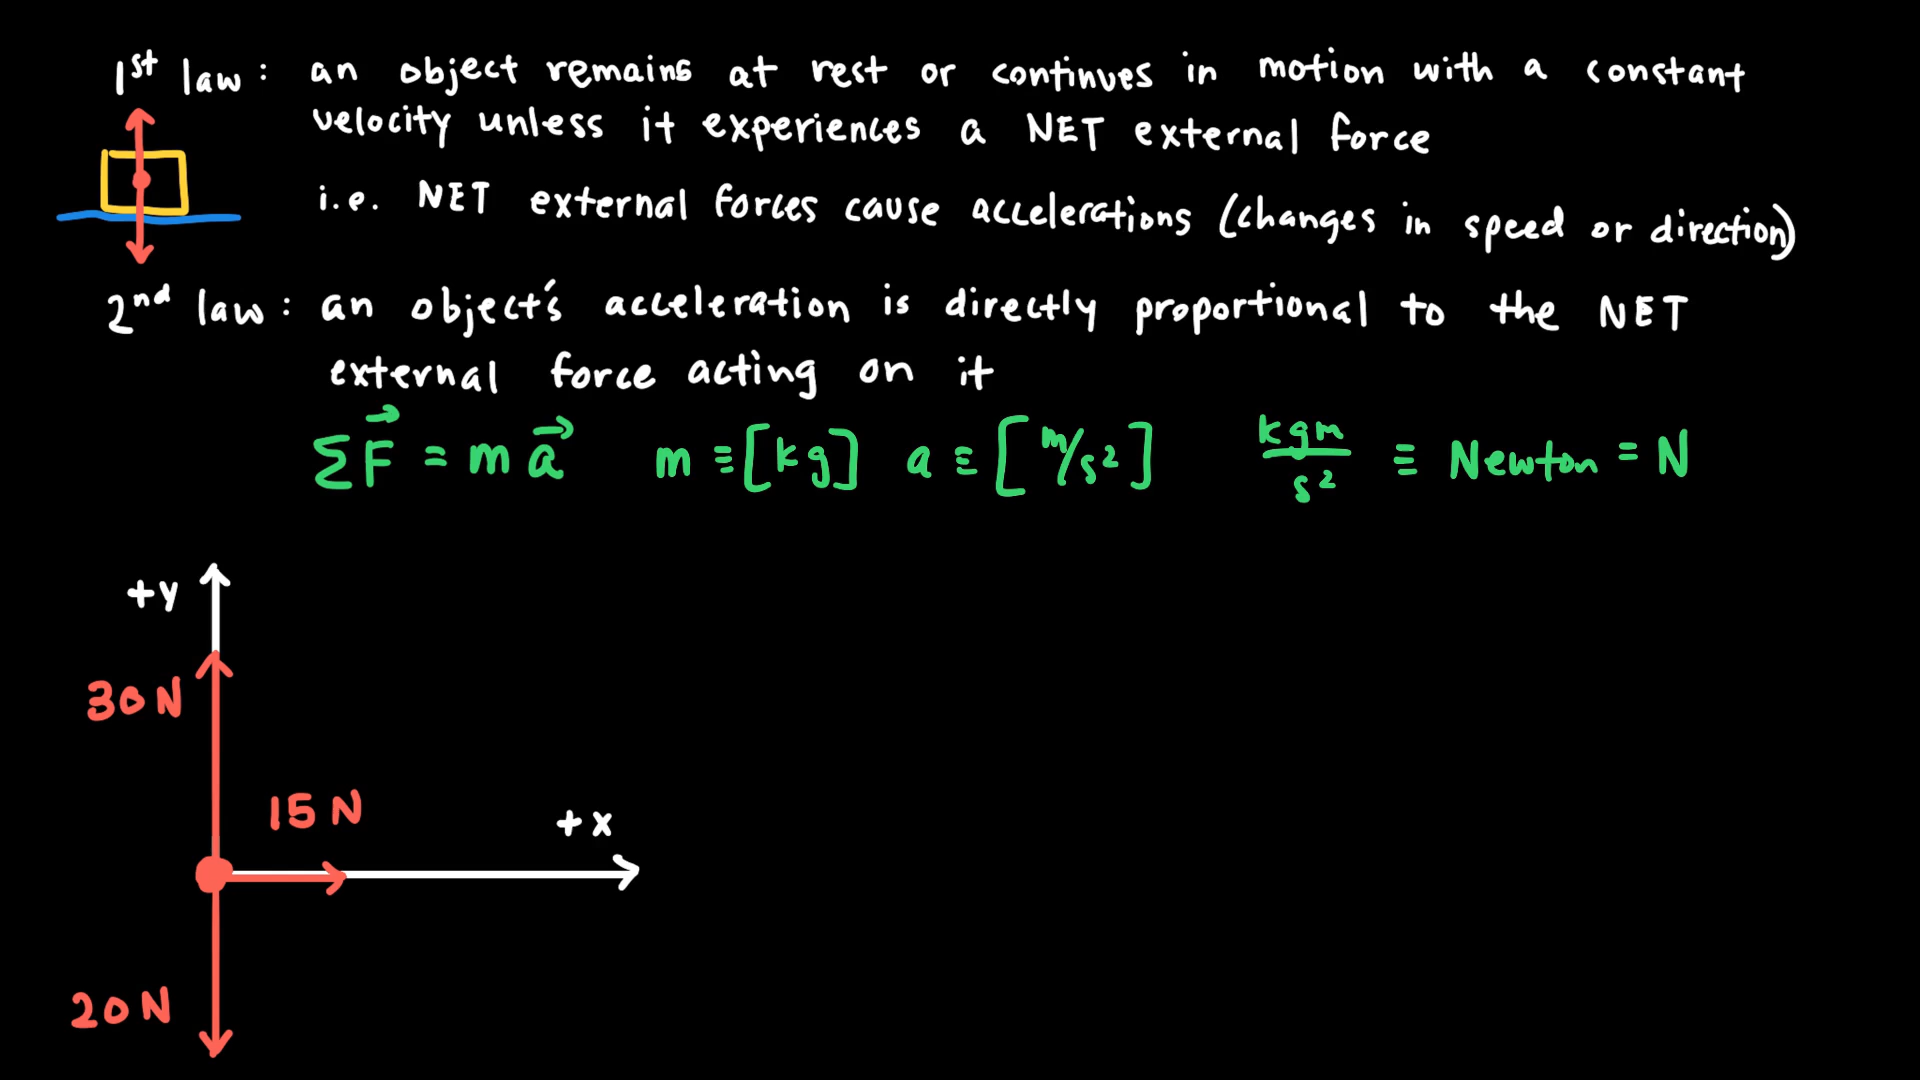 1st law: an object remains at rest or continues in motion with a constant
velocity unless it experiences a NET external force
i.e. NET external forces cause accelerations (changes in speed or direction)
2nd law: an object's acceleration is directly proportional to the NET
external force acting on it
ΣF⃗ = m a⃗ m ≡ [kg] a ≡ [m/s²] kgm/s² ≡ Newton = N
+y
30 N
15 N
+x
20 N